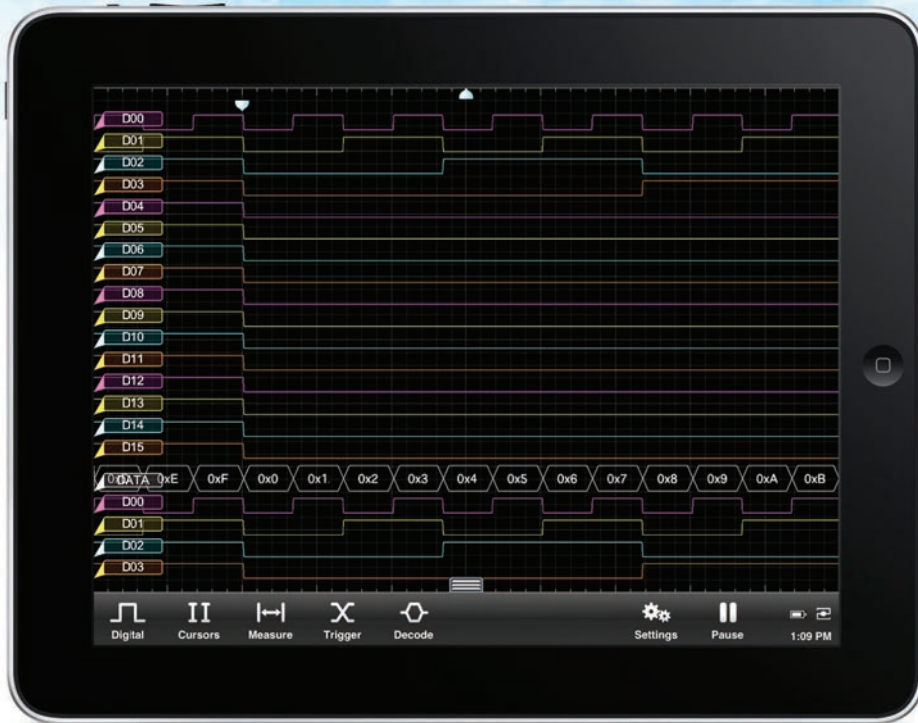 D00
D01
D02
D03
D04
D05
D06
D07
D08
D09
D10
D11
D12
D13
D14
D15
DATA 0xE 0xF 0x0 0x1 0x2 0x3 0x4 0x5 0x6 0x7 0x8 0x9 0xA 0xB
D00
D01
D02
D03
Digital Cursors Measure Trigger Decode Settings Pause 1:09 PM